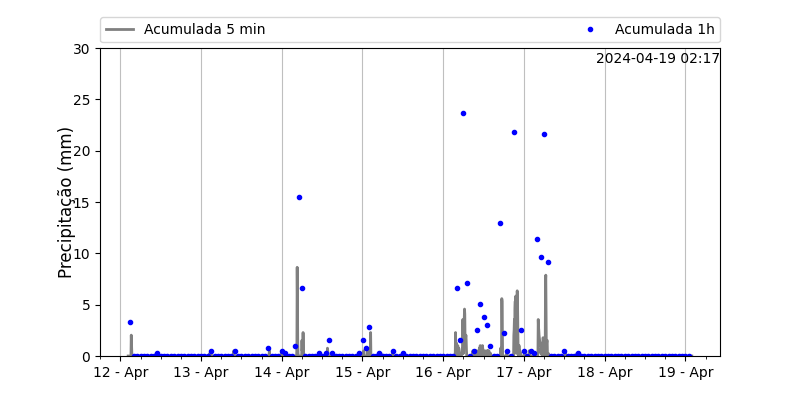 Acumulada 5 min
Acumulada 1h
2024-04-19 02:17
Precipitação (mm)
30
25
20
15
10
5
0
12 - Apr
13 - Apr
14 - Apr
15 - Apr
16 - Apr
17 - Apr
18 - Apr
19 - Apr